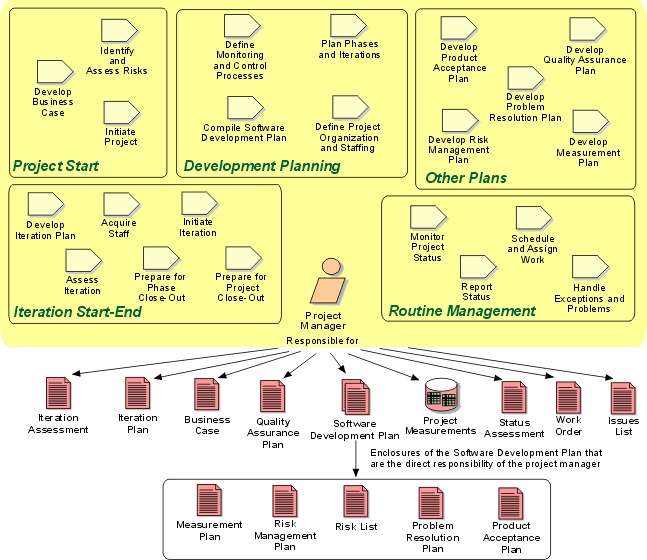 Identify
and
Assess Risks
Develop
Business
Case
Initiate
Project
Project Start
Define
Monitoring
and Control
Processes
Plan Phases
and Iterations
Compile Software
Development Plan
Define Project
Organization
and Staffing
Development Planning
Develop
Product
Acceptance
Plan
Develop
Quality Assurance
Plan
Develop
Problem
Resolution Plan
Develop Risk
Management
Plan
Develop
Measurement
Plan
Other Plans
Develop
Iteration Plan
Acquire
Staff
Initiate
Iteration
Assess
Iteration
Prepare for
Phase
Close-Out
Prepare for
Project
Close-Out
Iteration Start-End
Project
Manager
Responsible for
Monitor
Project
Status
Schedule
and Assign
Work
Report
Status
Handle
Exceptions and
Problems
Routine Management
Iteration
Assessment
Iteration
Plan
Business
Case
Quality
Assurance
Plan
Software
Development Plan
Project
Measurements
Status
Assessment
Work
Order
Issues
List
Enclosures of the Software Development Plan that
are the direct responsibility of the project manager
Measurement
Plan
Risk
Management
Plan
Risk List
Problem
Resolution
Plan
Product
Acceptance
Plan